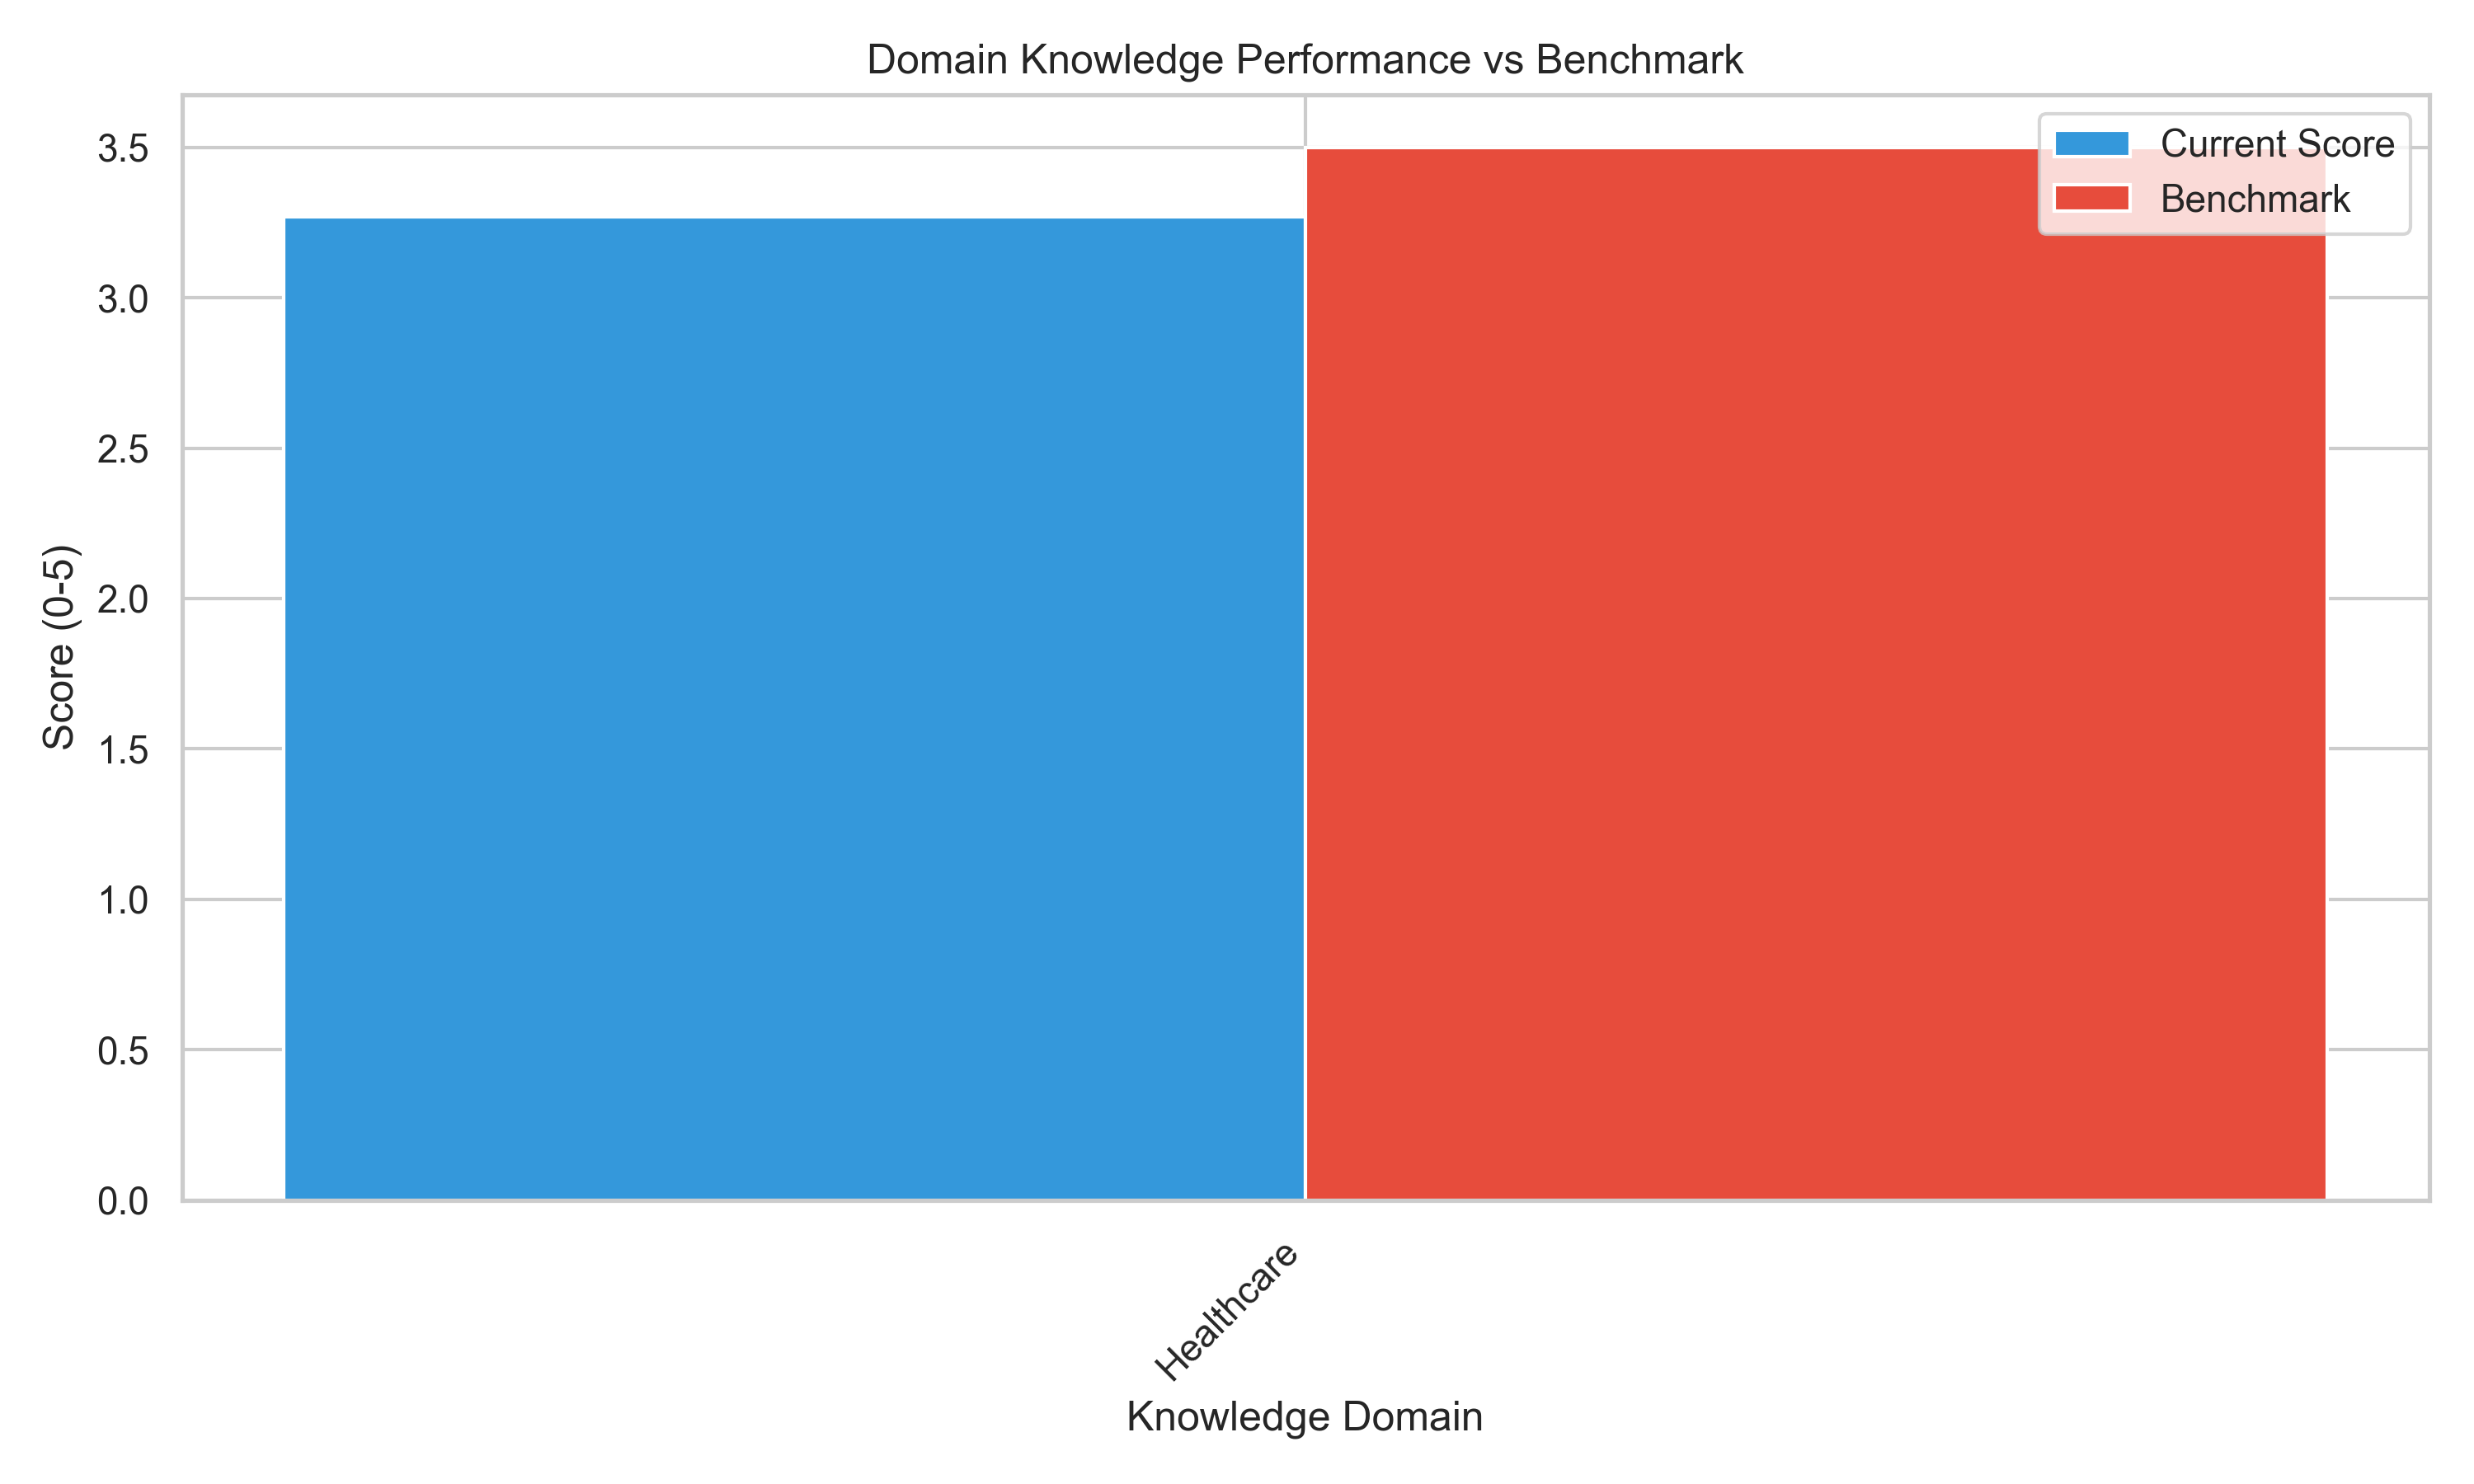 Domain Knowledge Performance vs Benchmark
Current Score
Benchmark
3.5
3.0
2.5
2.0
1.5
1.0
0.5
0.0
Score (0-5)
Healthcare
Knowledge Domain